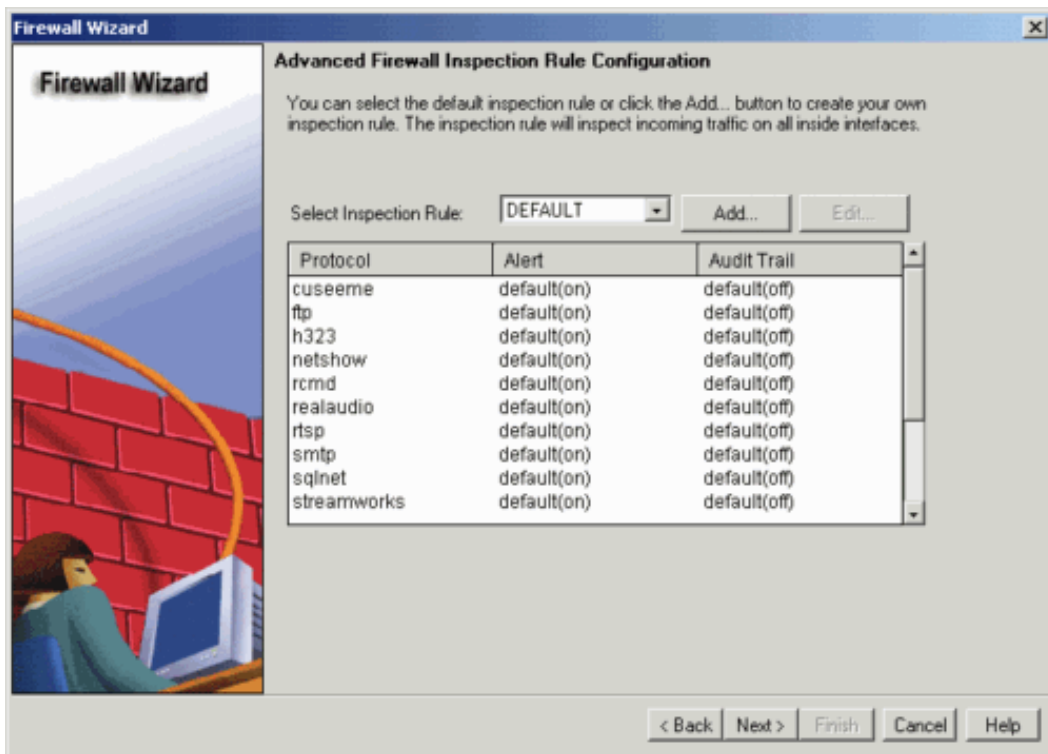 Firewall Wizard
Firewall Wizard
Advanced Firewall Inspection Rule Configuration
You can select the default inspection rule or click the Add... button to create your own
inspection rule. The inspection rule will inspect incoming traffic on all inside interfaces.
Select Inspection Rule: DEFAULT Add... Edit...
Protocol Alert Audit Trail
cuseeme default(on) default(off)
ftp default(on) default(off)
h323 default(on) default(off)
netshow default(on) default(off)
rcmd default(on) default(off)
realaudio default(on) default(off)
rtsp default(on) default(off)
smtp default(on) default(off)
sqlnet default(on) default(off)
streamworks default(on) default(off)
< Back Next > Finish Cancel Help